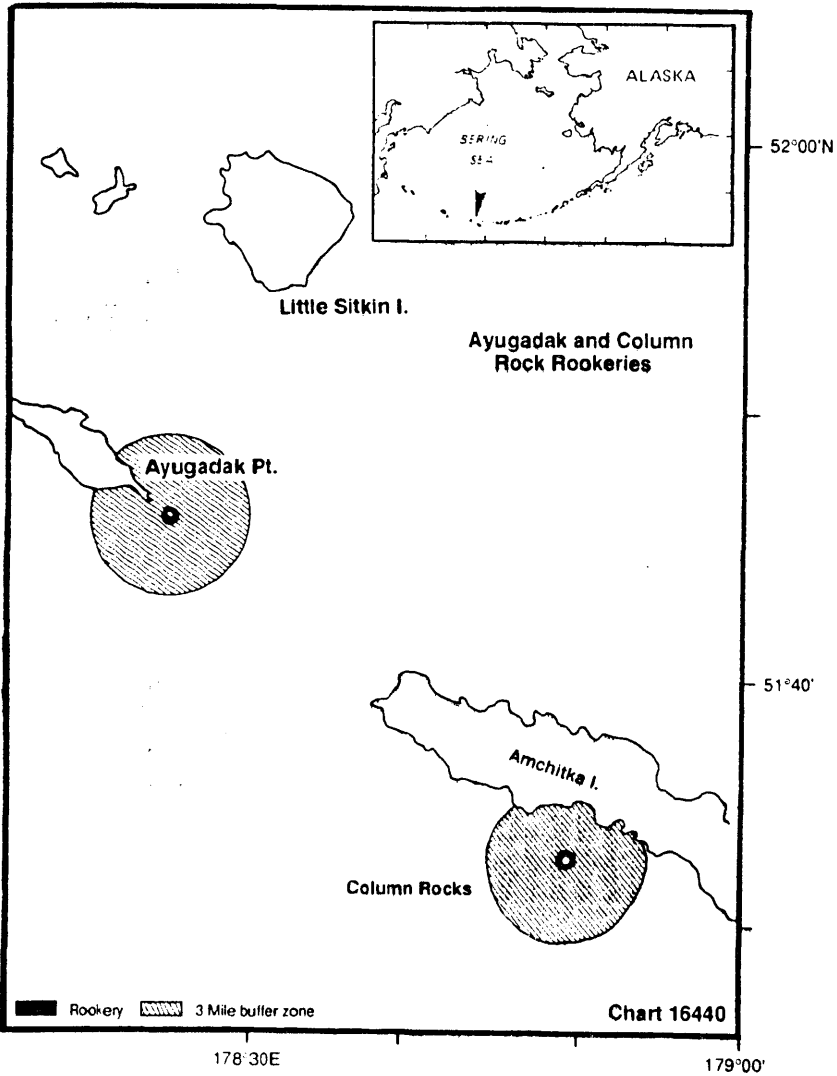 ALASKA
BERING
SEA
52°00'N
Little Sitkin I.
Ayugadak and Column
Rock Rookeries
Ayugadak Pt.
51°40'
Amchitka I.
Column Rocks
Rookery
3 Mile buffer zone
Chart 16440
178°30E
179°00'